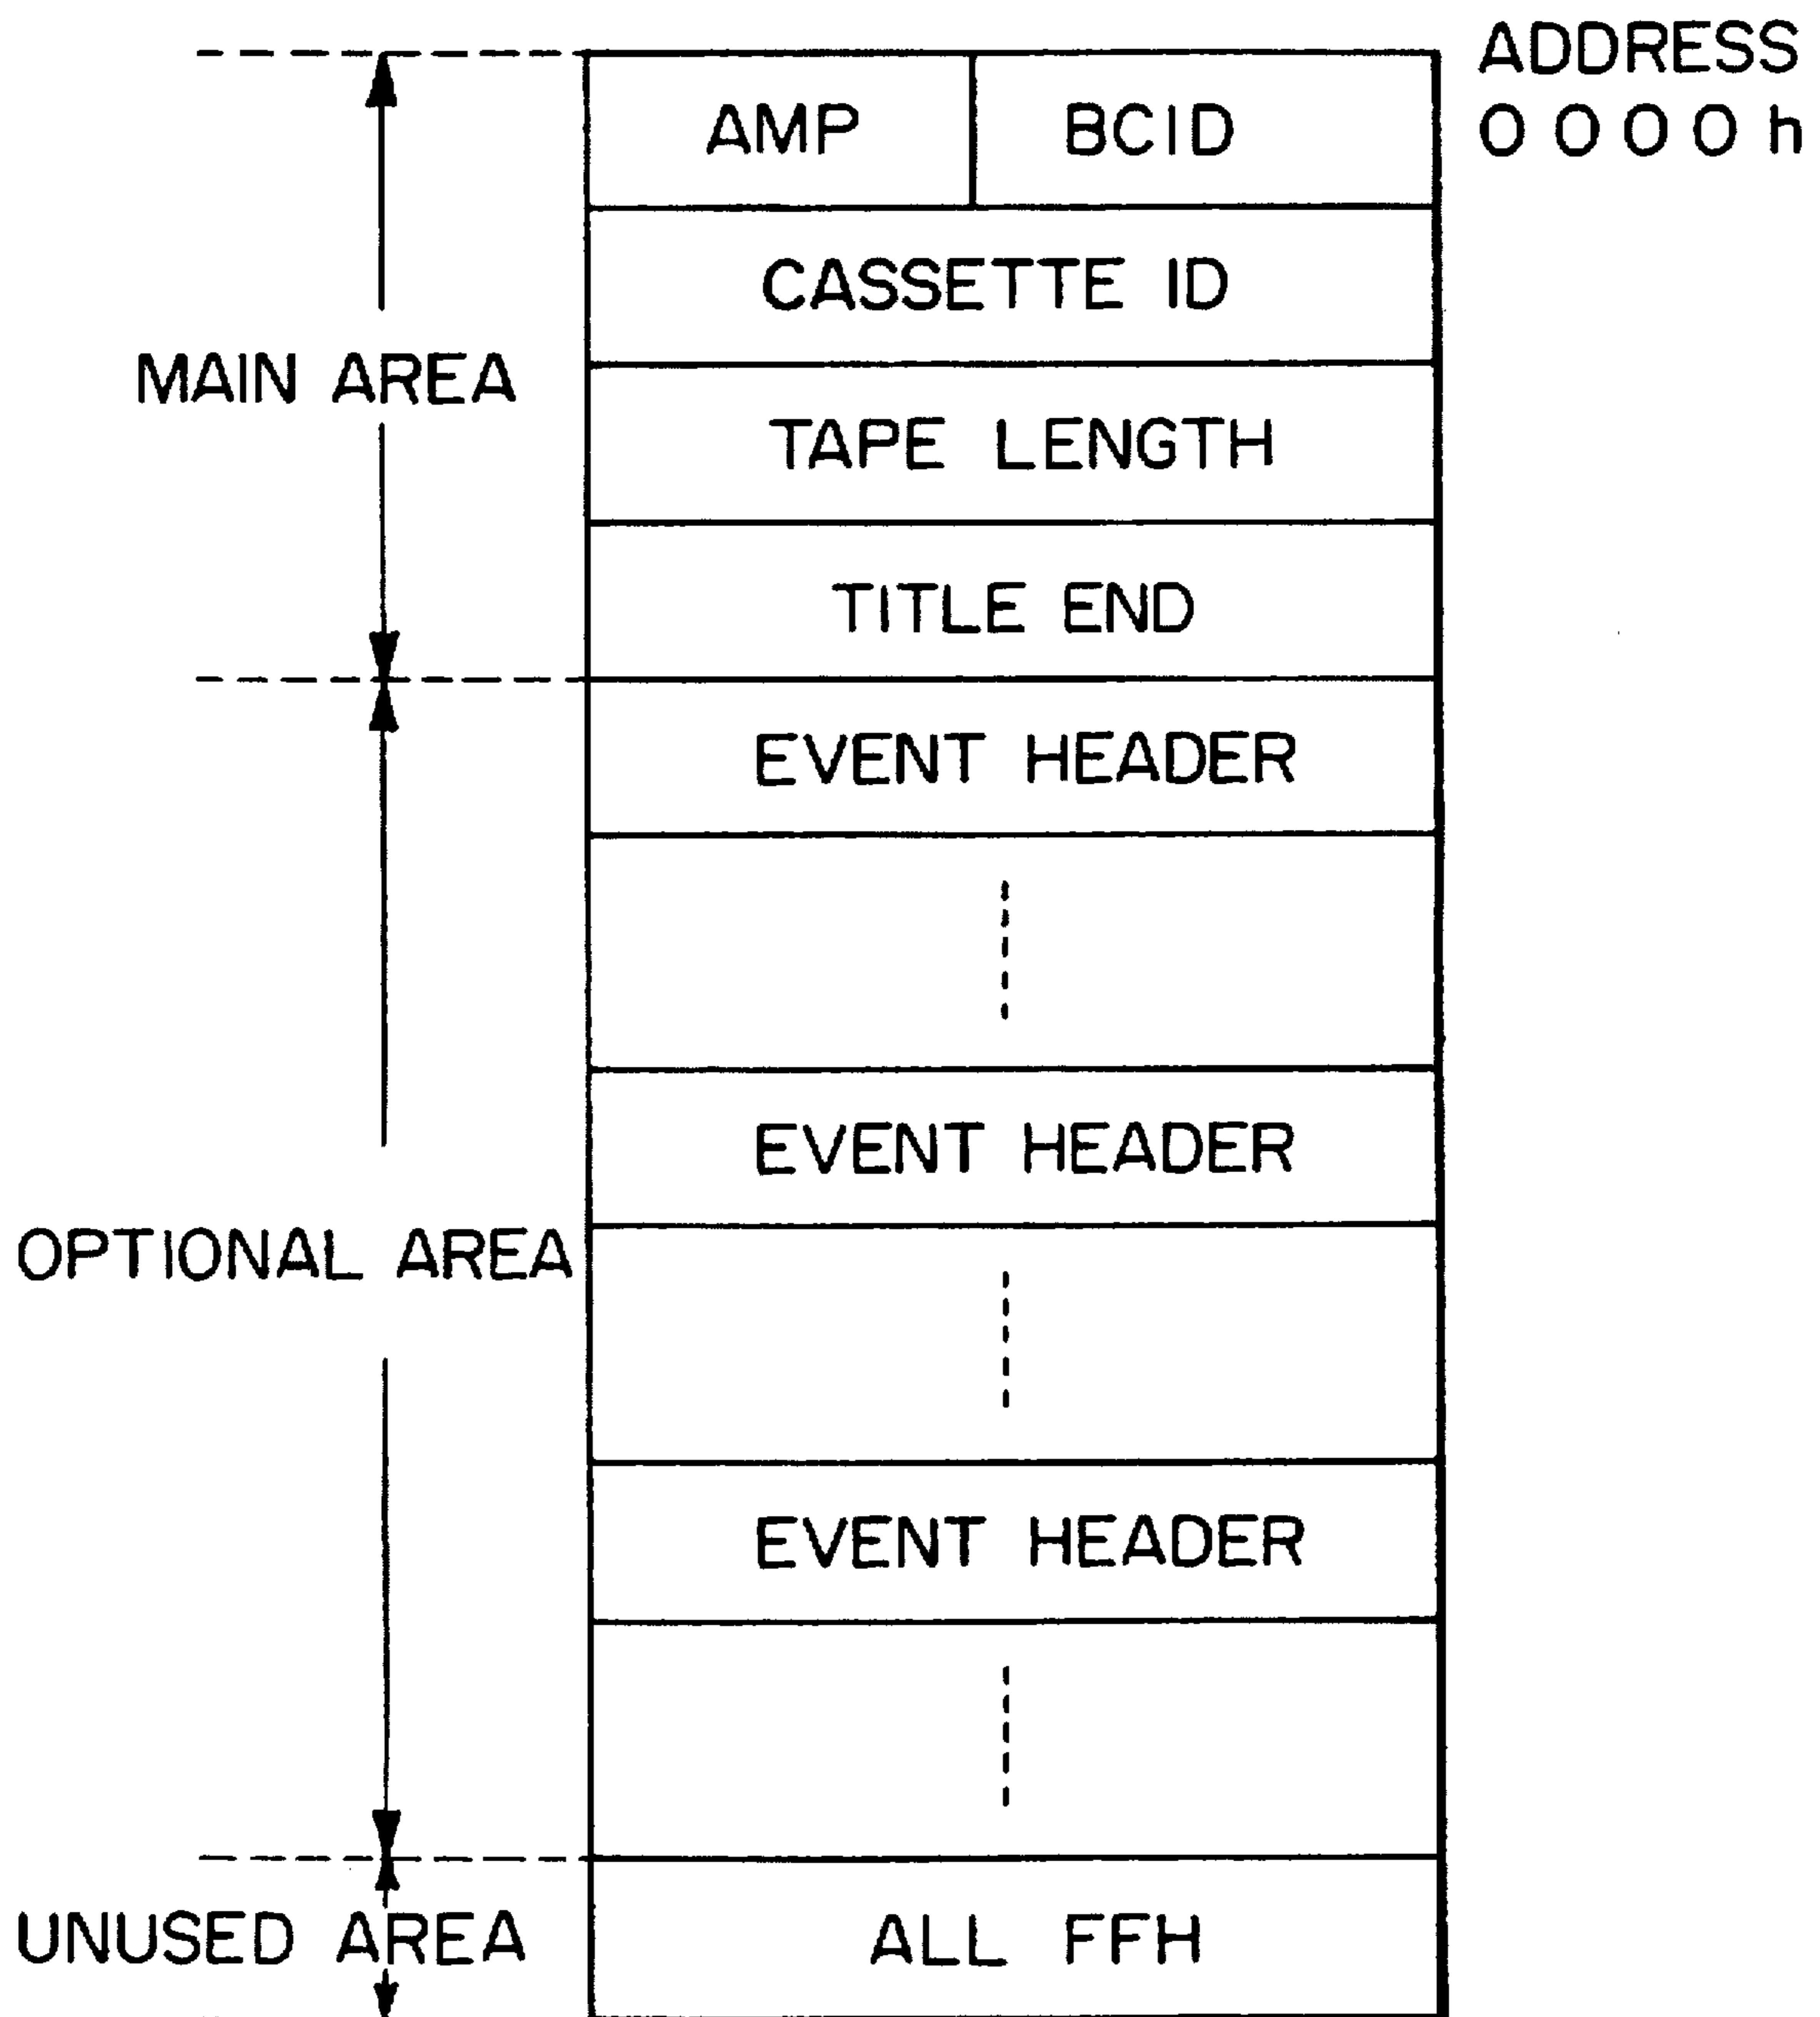 ADDRESS
0000h
AMP
BCID
CASSETTE ID
MAIN AREA
TAPE LENGTH
TITLE END
EVENT HEADER
EVENT HEADER
OPTIONAL AREA
EVENT HEADER
UNUSED AREA
ALL FFH